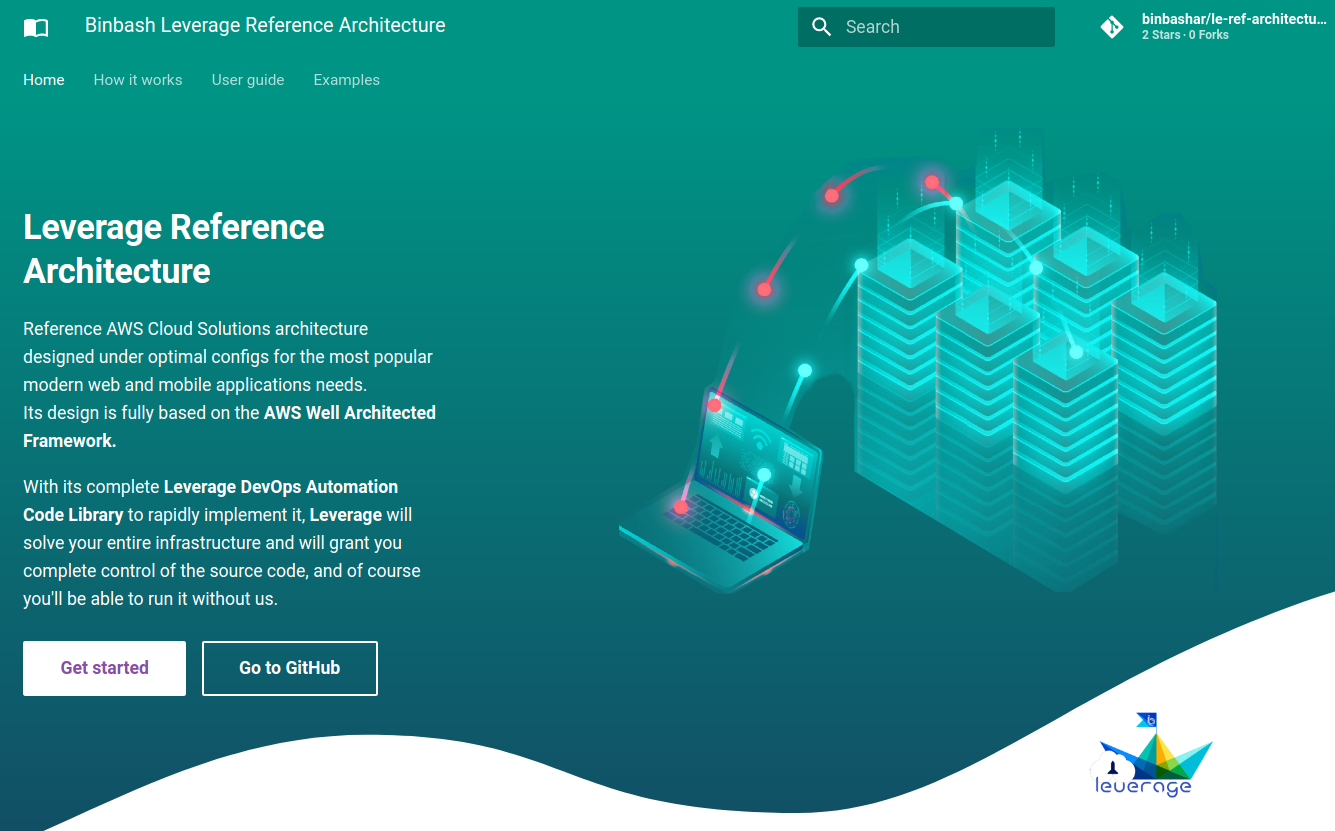 Binbash Leverage Reference Architecture
Search
binbashar/le-ref-architectu...
2 Stars · 0 Forks
Home
How it works
User guide
Examples
Leverage Reference
Architecture
Reference AWS Cloud Solutions architecture
designed under optimal configs for the most popular
modern web and mobile applications needs.
Its design is fully based on the AWS Well Architected
Framework.
With its complete Leverage DevOps Automation
Code Library to rapidly implement it, Leverage will
solve your entire infrastructure and will grant you
complete control of the source code, and of course
you'll be able to run it without us.
Get started
Go to GitHub
b
leverage